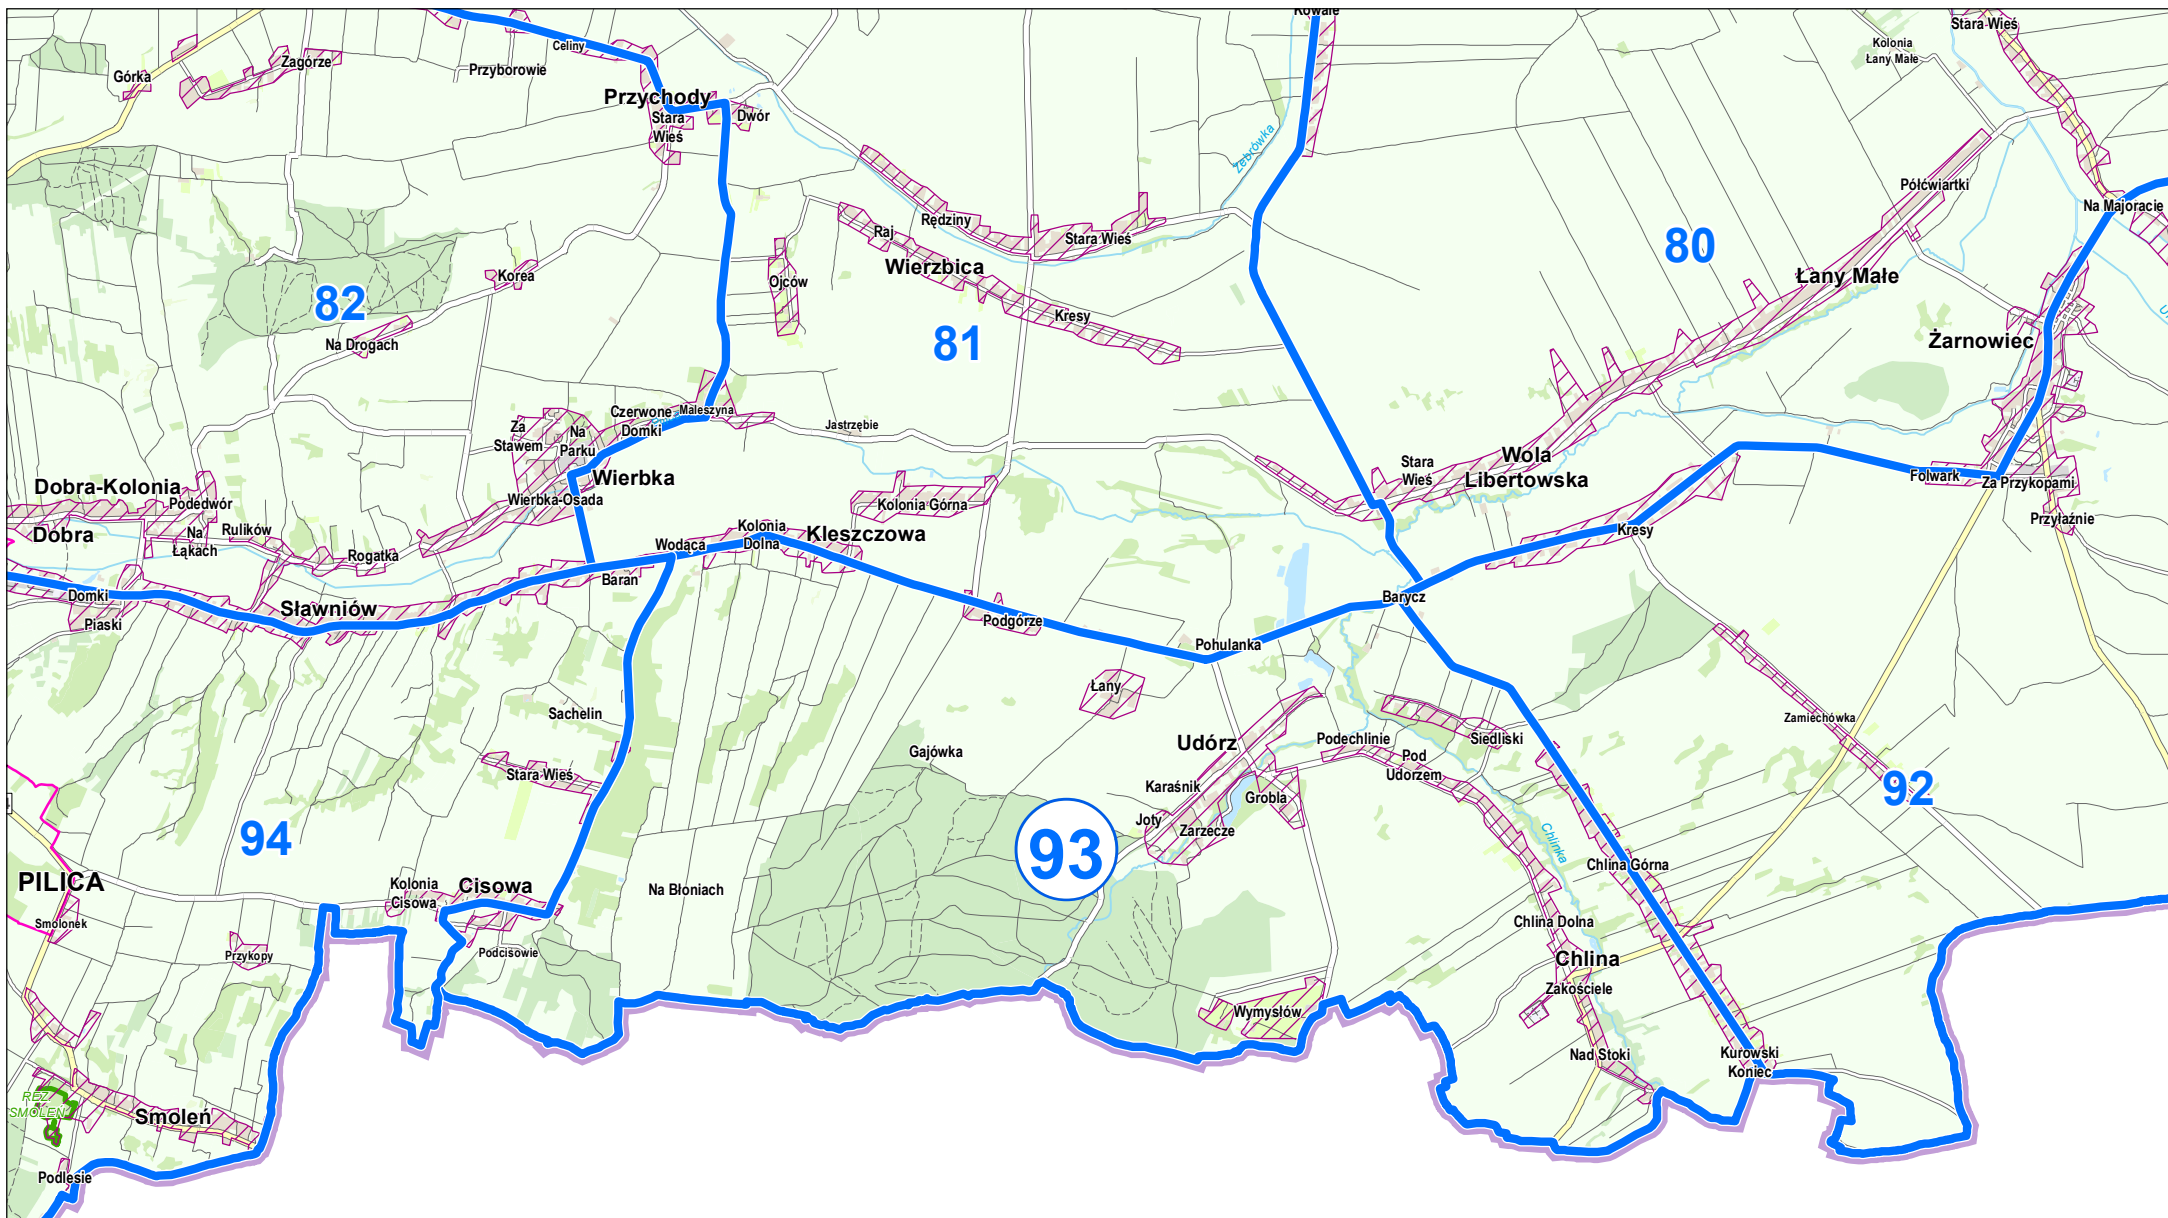 Kowale
Stara Wieś
Celiny
Kolonia
Łany Małe
Zagórze
Górka
Przyborowie
Przychody
Dwór
Stara
Wieś
Żebrówka
Półćwiartki
Na Majoracie
Rędziny
Raj
Stara Wieś
80
Wierzbica
Korea
Ojców
Łany Małe
82
Kresy
81
Na Drogach
Żarnowiec
Czerwone
Domki
Maleszyna
Jastrzębie
Za
Stawem
Na
Parku
Wierbka
Stara
Wieś
Wola
Libertowska
Folwark
Za Przykopami
Dobra-Kolonia
Podedwór
Wierbka-Osada
Kolonia Górna
Przyłaźnie
Dobra
Na
Łąkach
Rulików
Rogatka
Wodąca
Kolonia
Dolna
Kleszczowa
Kresy
Baran
Domki
Piaski
Sławniów
Podgórze
Barycz
Pohulanka
Łany
Sachelin
Zamiechówka
Gajówka
Udórz
Podechlinie
Siedliski
Pod
Udorzem
Stara Wieś
Karaśnik
Grobla
92
Joty
Zarzecze
94
93
Chlinka
Chlina Górna
PILICA
Kolonia
Cisowa
Cisowa
Na Błoniach
Smolonek
Chlina Dolna
Przykopy
Podcisowie
Chlina
Zakościele
Wymysłów
Nad Stoki
Kurowski
Koniec
REZ.
SMOLEŃ
Smoleń
Podlesie